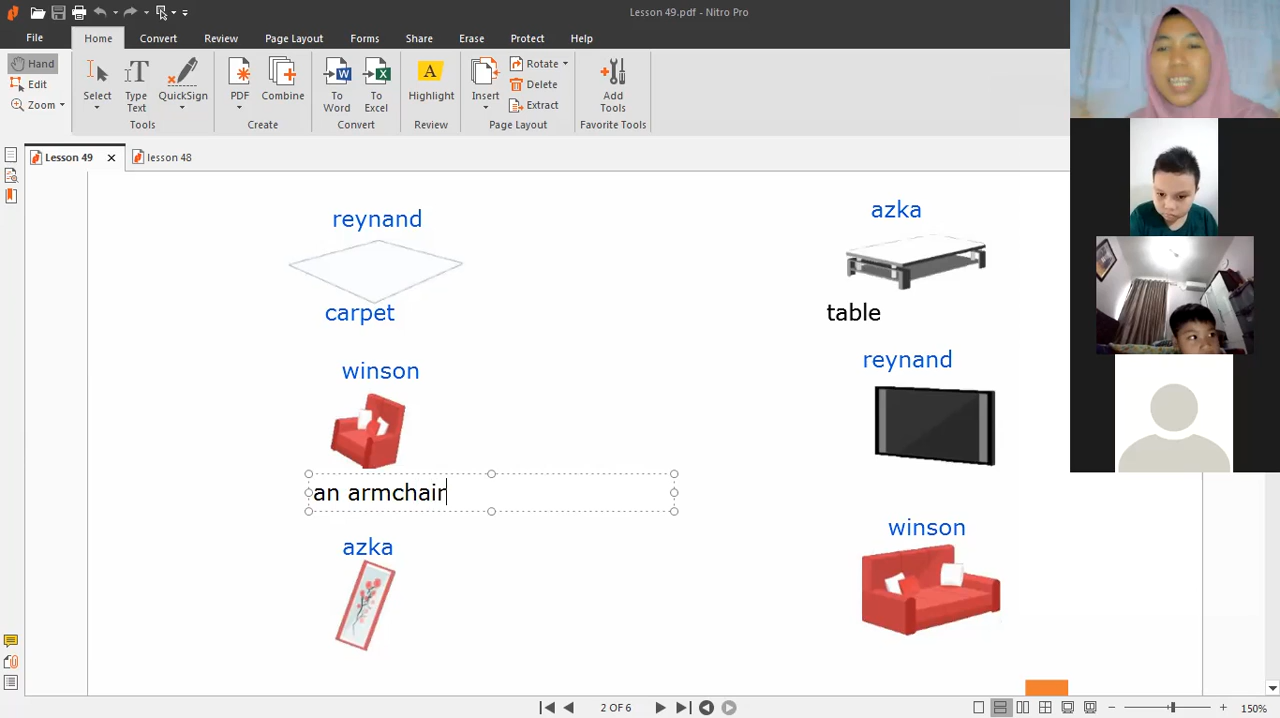 Lesson 49.pdf - Nitro Pro
File Home Convert Review Page Layout Forms Share Erase Protect Help
Hand
Edit
Zoom
Select
Type Text
QuickSign
Tools
PDF
Combine
Create
To Word
To Excel
Convert
Highlight
Review
Insert
Rotate
Delete
Extract
Page Layout
Add Tools
Favorite Tools
Lesson 49
lesson 48
reynand
azka
carpet
table
winson
reynand
an armchair
azka
winson
2 OF 6
150%